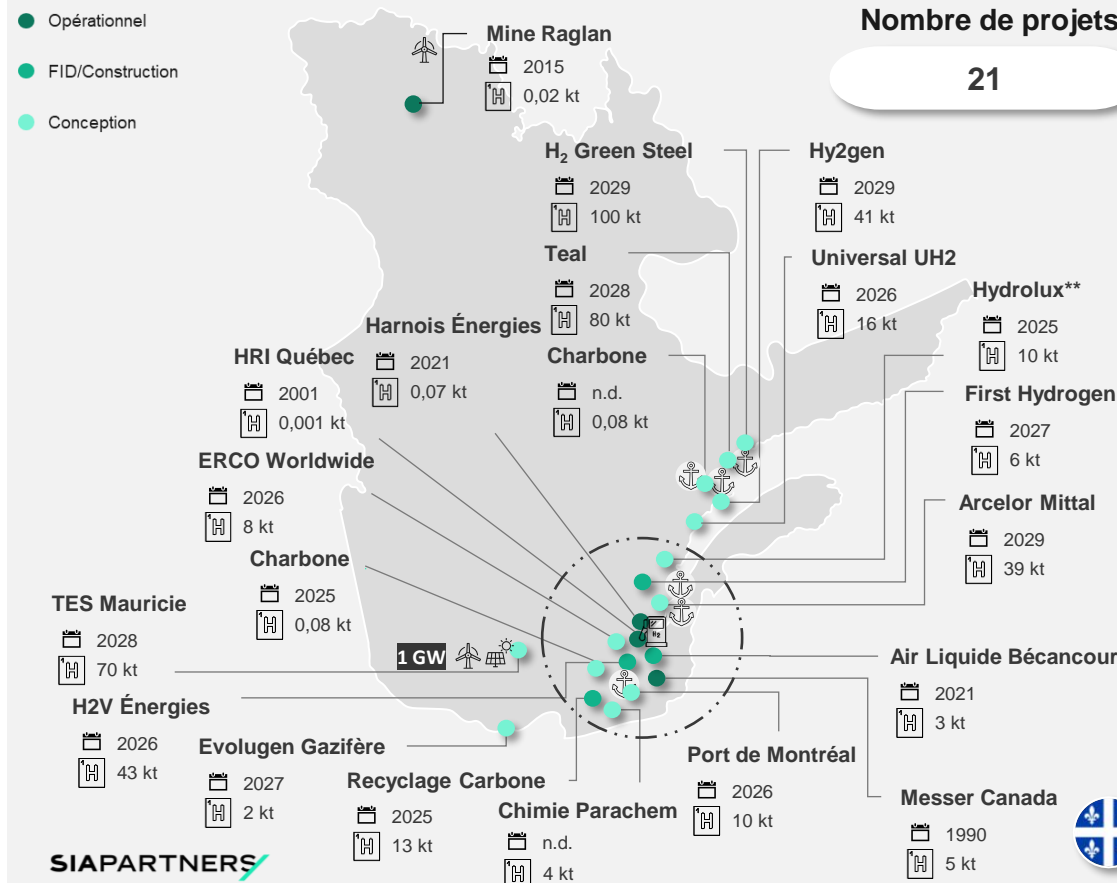 Opérationnel
FID/Construction
Conception
Nombre de projets
21
Mine Raglan
2015
0,02 kt
H₂ Green Steel
2029
100 kt
Hy2gen
2029
41 kt
Teal
2028
80 kt
Universal UH2
2026
16 kt
Hydrolux**
2025
10 kt
Harnois Énergies
2021
0,07 kt
HRI Québec
2001
0,001 kt
Charbone
n.d.
0,08 kt
First Hydrogen
2027
6 kt
ERCO Worldwide
2026
8 kt
Arcelor Mittal
2029
39 kt
Charbone
2025
0,08 kt
TES Mauricie
2028
70 kt
1 GW
H2
Air Liquide Bécancour
2021
3 kt
H2V Énergies
2026
43 kt
Evolugen Gazifère
2027
2 kt
Recyclage Carbone
2025
13 kt
Chimie Parachem
n.d.
4 kt
Port de Montréal
2026
10 kt
Messer Canada
1990
5 kt
SIAPARTNERS